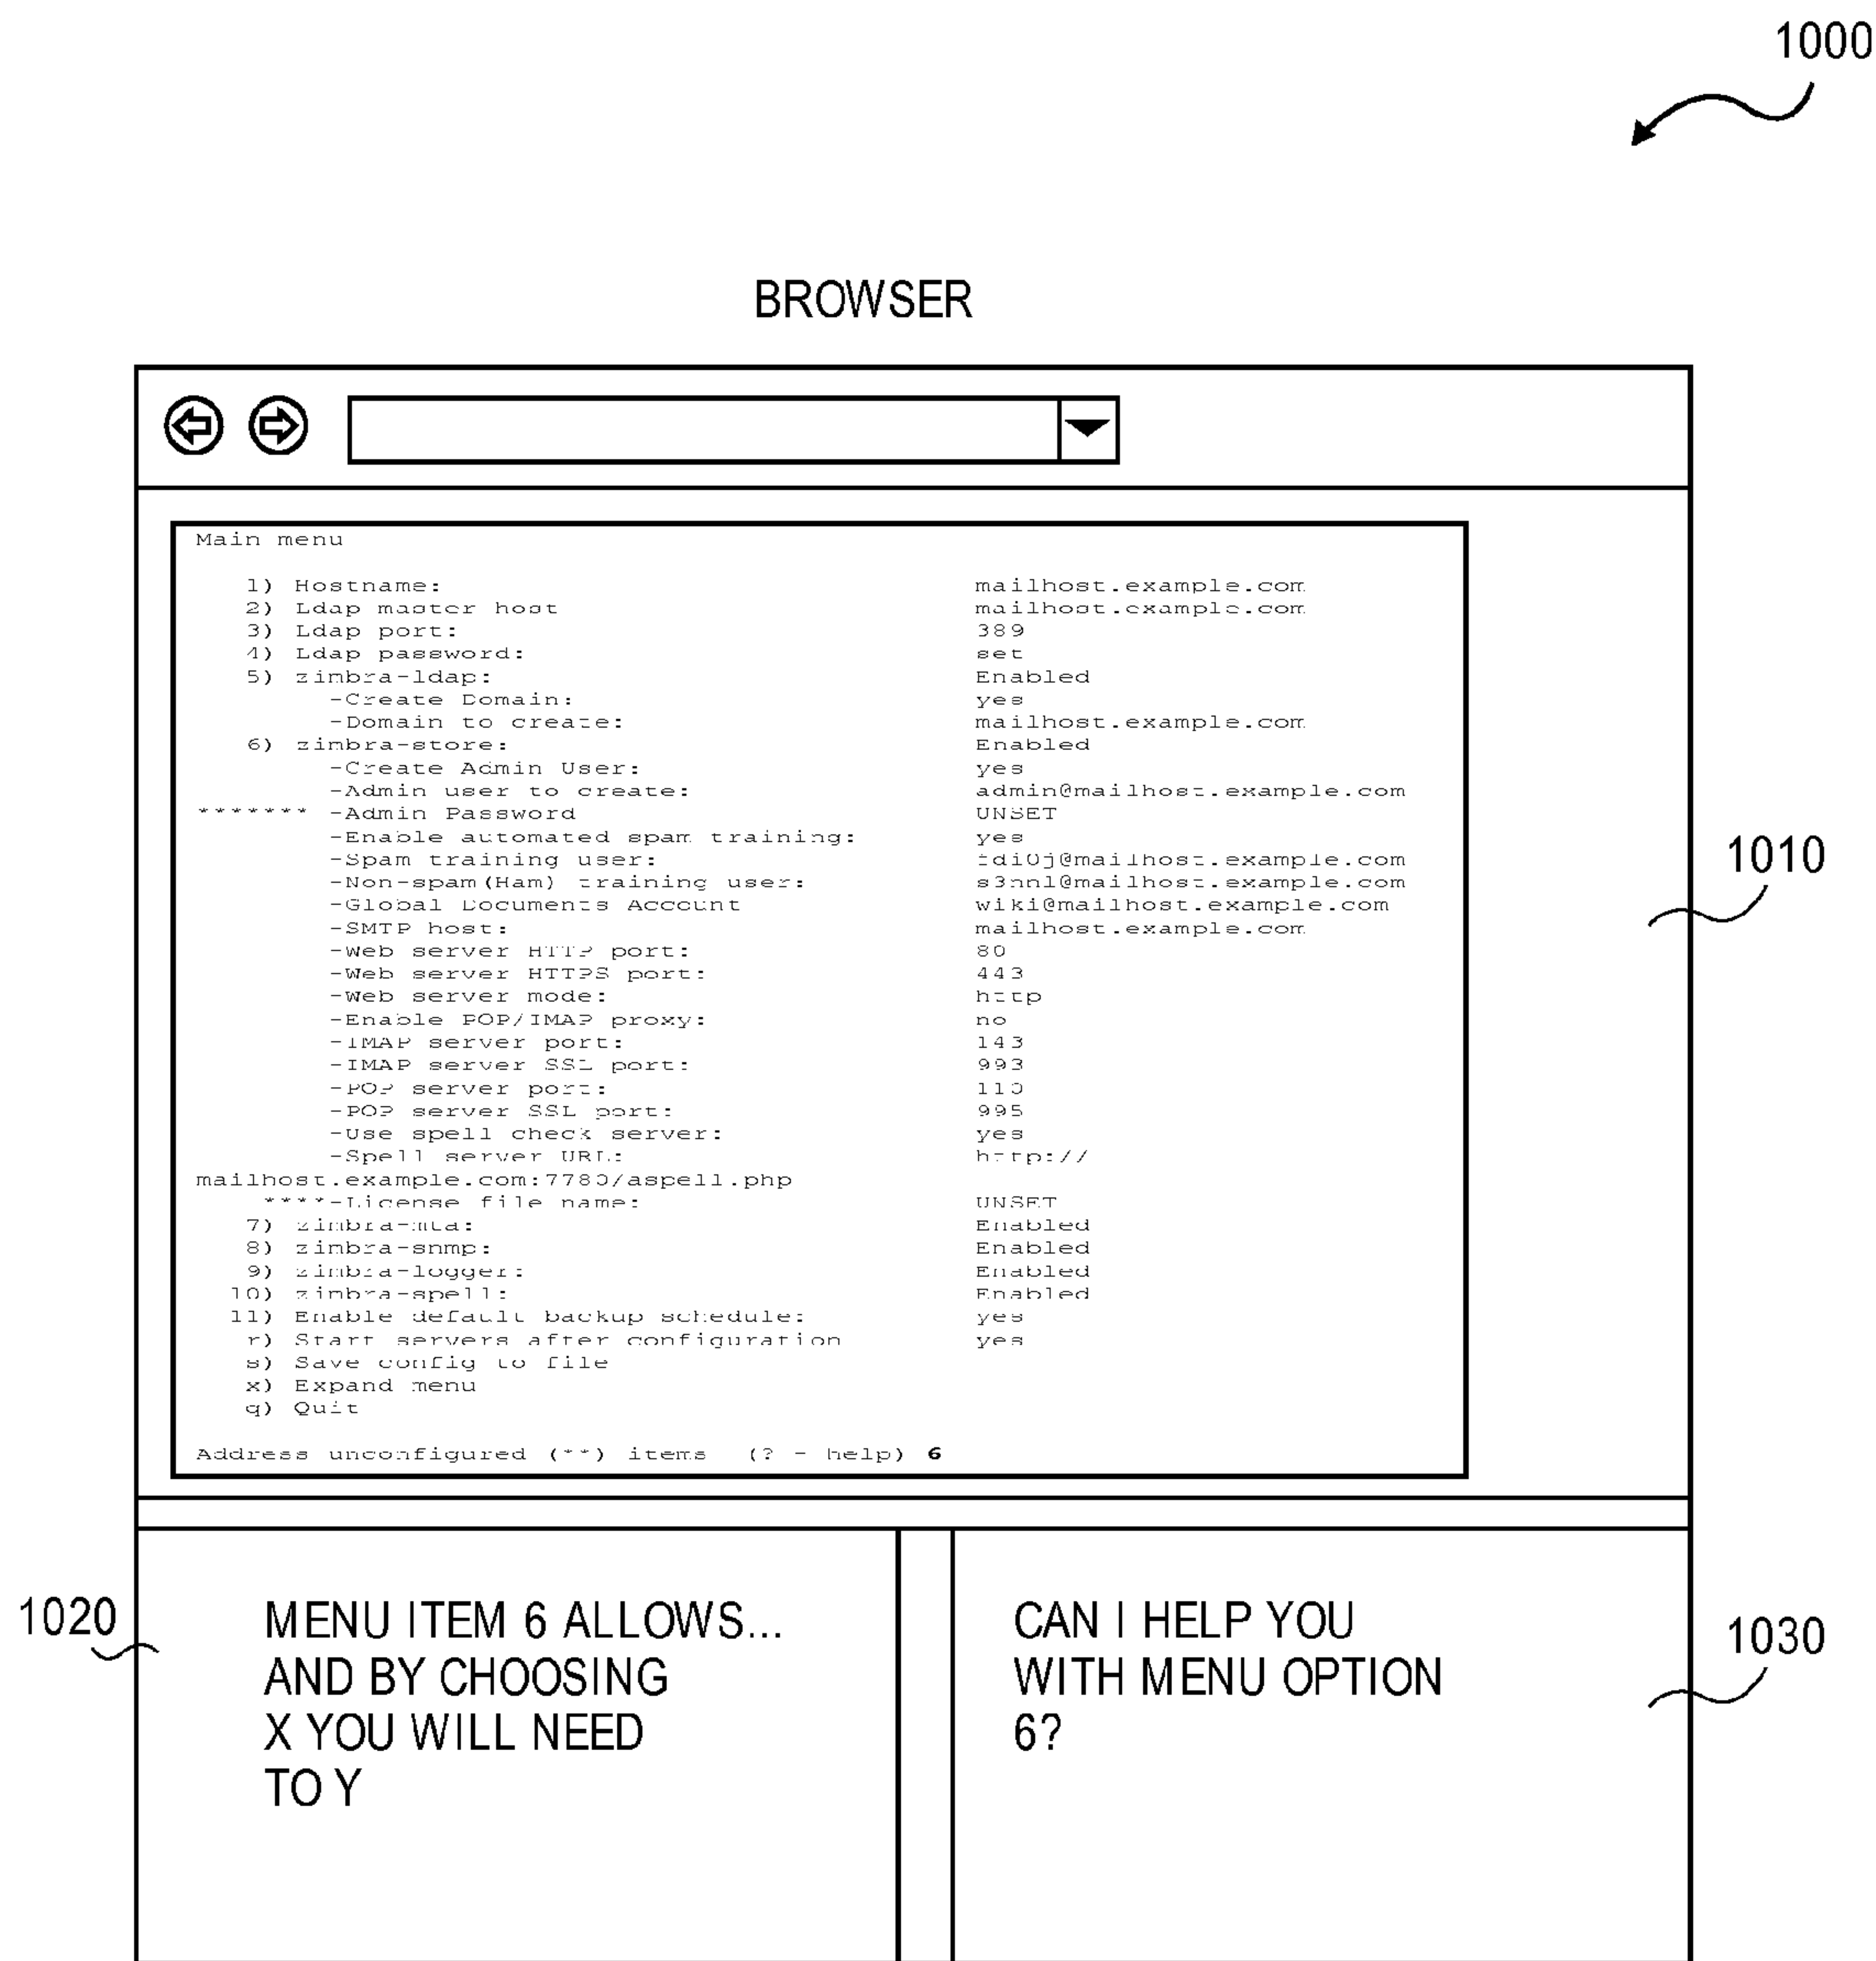 1000
BROWSER
Main menu
1) Hostname: mailhost.example.com
2) Ldap master host mailhost.example.com
3) Ldap port: 389
4) Ldap password: set
5) zimbra-ldap: Enabled
-Create Domain: yes
-Domain to create: mailhost.example.com
6) zimbra-store: Enabled
-Create Admin User: yes
-Admin user to create: admin@mailhost.example.com
******* -Admin Password UNSET
-Enable automated spam training: yes
-Spam training user: @mailhost.example.com
-Non-spam(Ham) training user: @mailhost.example.com
-Global Documents Account wiki@mailhost.example.com
-SMTP host: mailhost.example.com
-Web server HTTP port: 80
-Web server HTTPS port: 443
-Web server mode: http
-Enable POP/IMAP proxy: no
-IMAP server port: 143
-IMAP server SSL port: 993
-POP server port: 110
-POP server SSL port: 995
-Use spell check server: yes
-Spell server URL: http://
mailhost.example.com:7780/aspell.php
****-License file name: UNSET
7) zimbra-mta: Enabled
8) zimbra-snmp: Enabled
9) zimbra-logger: Enabled
10) zimbra-spell: Enabled
11) Enable default backup schedule: yes
r) Start servers after configuration yes
s) Save config to file
x) Expand menu
q) Quit
Address unconfigured (**) items (? - help) 6
1010
1020
MENU ITEM 6 ALLOWS...
AND BY CHOOSING
X YOU WILL NEED
TO Y
CAN I HELP YOU
WITH MENU OPTION
6?
1030